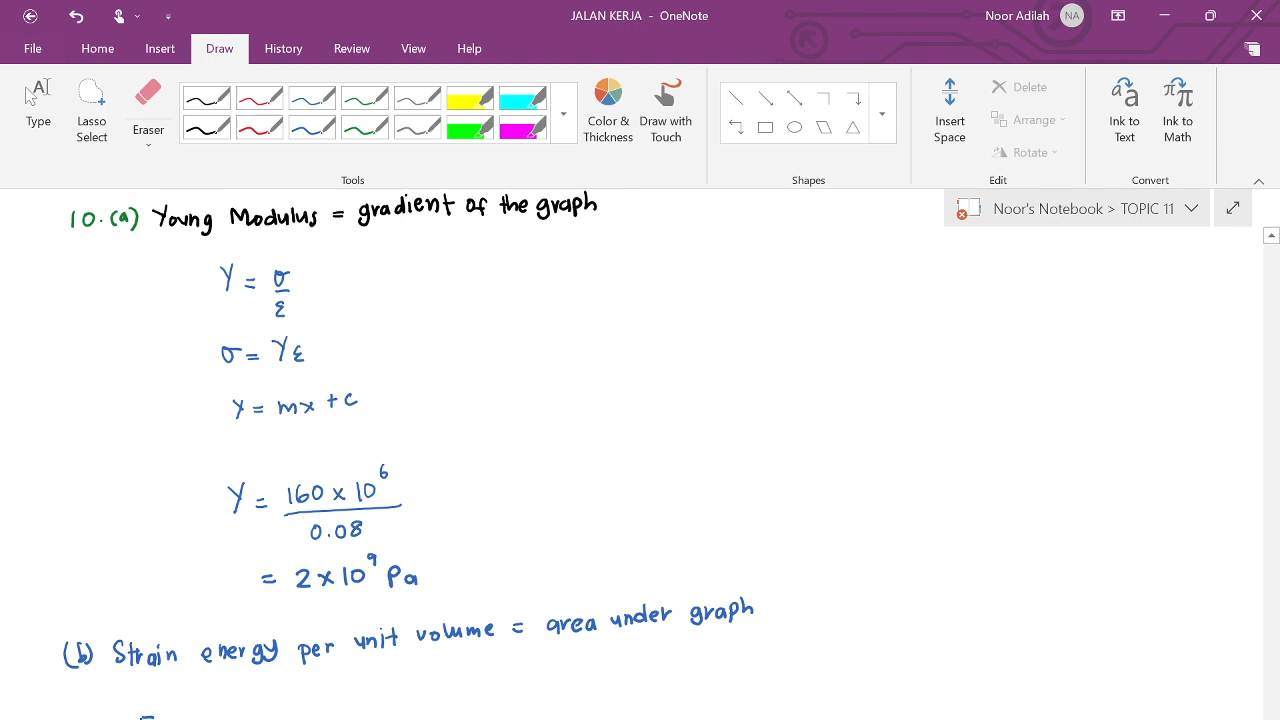 JALAN KERJA - OneNote
Noor Adilah NA
File Home Insert Draw History Review View Help
Type
Lasso Select
Eraser
Color & Thickness
Draw with Touch
Insert Space
Delete
Arrange
Rotate
Ink to Text
Ink to Math
Tools Shapes Edit Convert
Noor's Notebook > TOPIC 11
10.(a) Young Modulus = gradient of the graph
Y = σ/ε
σ = Yε
y = mx + c
Y = 160 × 10⁶ / 0.08
= 2 × 10⁹ Pa
(b) Strain energy per unit volume = area under graph